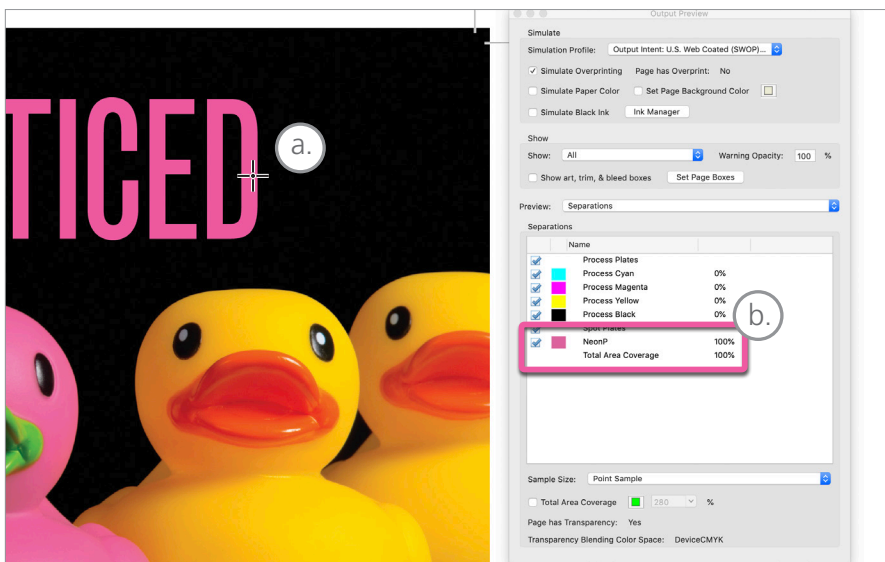 TICED
a.
Output Preview
Simulate
Simulation Profile: Output Intent: U.S. Web Coated (SWOP)...
Simulate Overprinting Page has Overprint: No
Simulate Paper Color Set Page Background Color
Simulate Black Ink Ink Manager
Show
Show: All Warning Opacity: 100 %
Show art, trim, & bleed boxes Set Page Boxes
Preview: Separations
Separations
Name
Process Plates
Process Cyan 0%
Process Magenta 0%
Process Yellow 0%
Process Black 0%
b.
Spot Plates
NeonP 100%
Total Area Coverage 100%
Sample Size: Point Sample
Total Area Coverage 280 %
Page has Transparency: Yes
Transparency Blending Color Space: DeviceCMYK